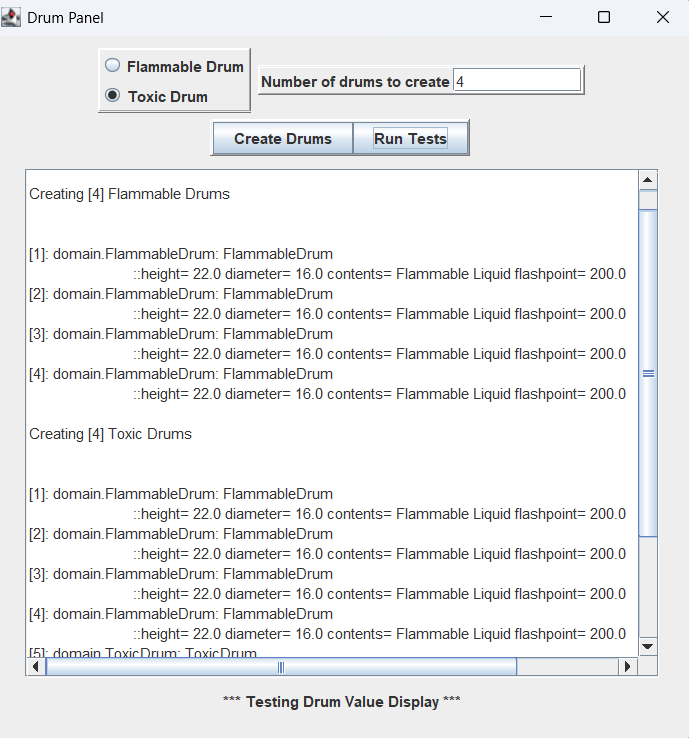 Drum Panel
Flammable Drum
Toxic Drum
Number of drums to create 4
Create Drums Run Tests
Creating [4] Flammable Drums
[1]: domain.FlammableDrum: FlammableDrum
::height= 22.0 diameter= 16.0 contents= Flammable Liquid flashpoint= 200.0
[2]: domain.FlammableDrum: FlammableDrum
::height= 22.0 diameter= 16.0 contents= Flammable Liquid flashpoint= 200.0
[3]: domain.FlammableDrum: FlammableDrum
::height= 22.0 diameter= 16.0 contents= Flammable Liquid flashpoint= 200.0
[4]: domain.FlammableDrum: FlammableDrum
::height= 22.0 diameter= 16.0 contents= Flammable Liquid flashpoint= 200.0
Creating [4] Toxic Drums
[1]: domain.FlammableDrum: FlammableDrum
::height= 22.0 diameter= 16.0 contents= Flammable Liquid flashpoint= 200.0
[2]: domain.FlammableDrum: FlammableDrum
::height= 22.0 diameter= 16.0 contents= Flammable Liquid flashpoint= 200.0
[3]: domain.FlammableDrum: FlammableDrum
::height= 22.0 diameter= 16.0 contents= Flammable Liquid flashpoint= 200.0
[4]: domain.FlammableDrum: FlammableDrum
::height= 22.0 diameter= 16.0 contents= Flammable Liquid flashpoint= 200.0
[5]: domain.ToxicDrum: ToxicDrum
*** Testing Drum Value Display ***